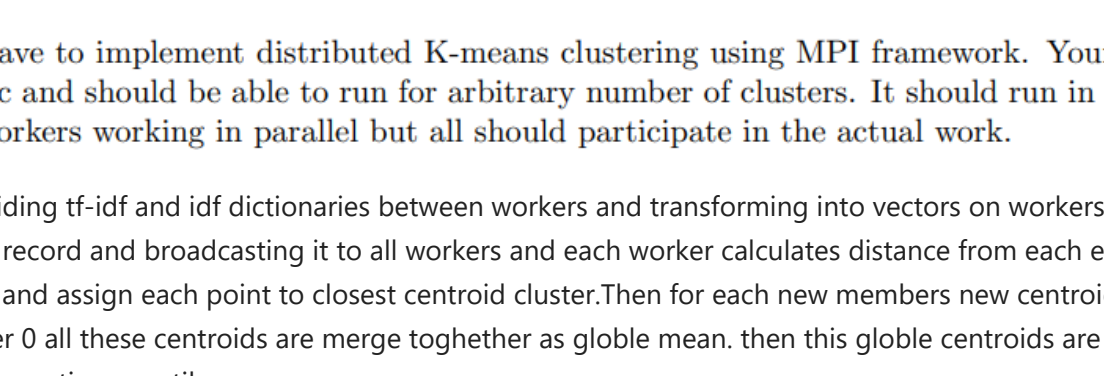 ave to implement distributed K-means clustering using MPI framework. You
c and should be able to run for arbitrary number of clusters. It should run in
orkers working in parallel but all should participate in the actual work.
iding tf-idf and idf dictionaries between workers and transforming into vectors on workers
record and broadcasting it to all workers and each worker calculates distance from each e
and assign each point to closest centroid cluster.Then for each new members new centroi
er 0 all these centroids are merge toghether as globle mean. then this globle centroids are